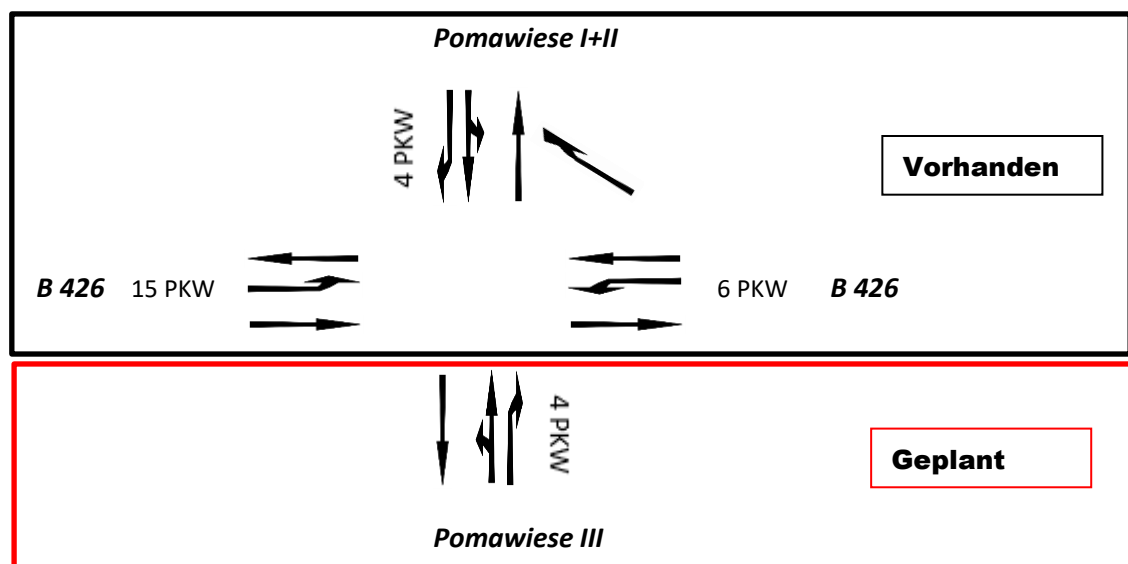 Pomawiese I+II
4 PKW
Vorhanden
B 426 15 PKW
6 PKW B 426
4 PKW
Geplant
Pomawiese III